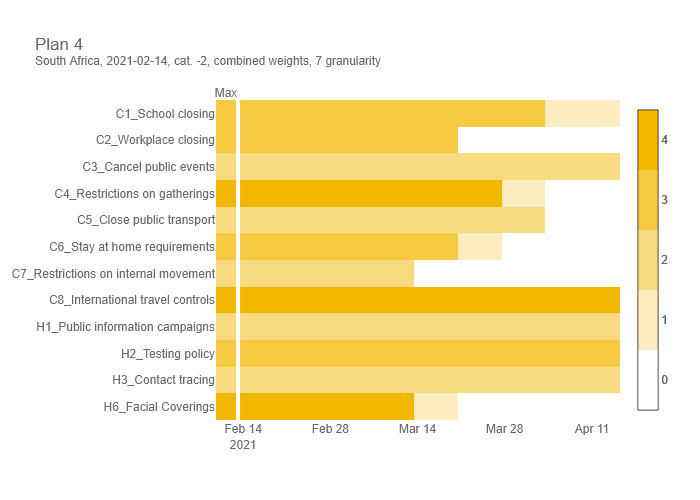 Plan 4
South Africa, 2021-02-14, cat. -2, combined weights, 7 granularity
Max
C1_School closing
C2_Workplace closing
C3_Cancel public events
C4_Restrictions on gatherings
C5_Close public transport
C6_Stay at home requirements
C7_Restrictions on internal movement
C8_International travel controls
H1_Public information campaigns
H2_Testing policy
H3_Contact tracing
H6_Facial Coverings
Feb 14 Feb 28 Mar 14 Mar 28 Apr 11
2021
4
3
2
1
0